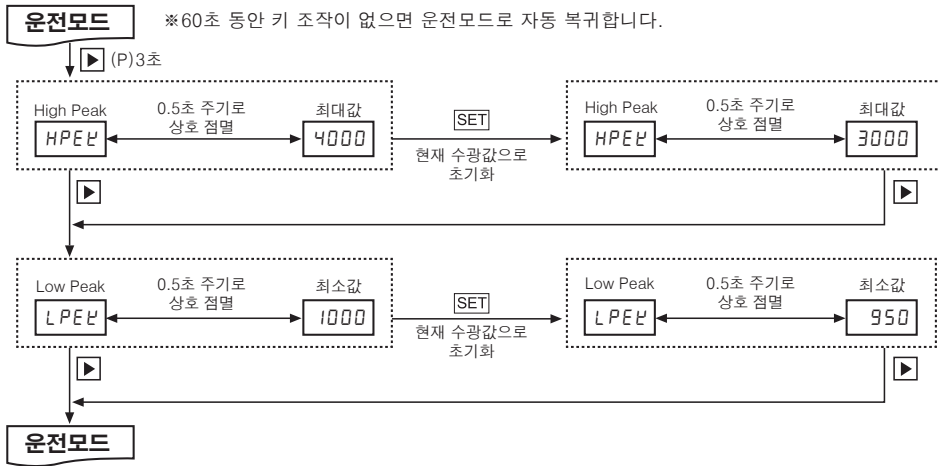 운전모드
※60초 동안 키 조작이 없으면 운전모드로 자동 복귀합니다.
▶ (P)3초
High Peak
0.5초 주기로
상호 점멸
최대값
HPEK
4000
SET
현재 수광값으로
초기화
High Peak
0.5초 주기로
상호 점멸
최대값
HPEK
3000
▶
▶
Low Peak
0.5초 주기로
상호 점멸
최소값
LPEK
1000
SET
현재 수광값으로
초기화
Low Peak
0.5초 주기로
상호 점멸
최소값
LPEK
950
▶
▶
운전모드